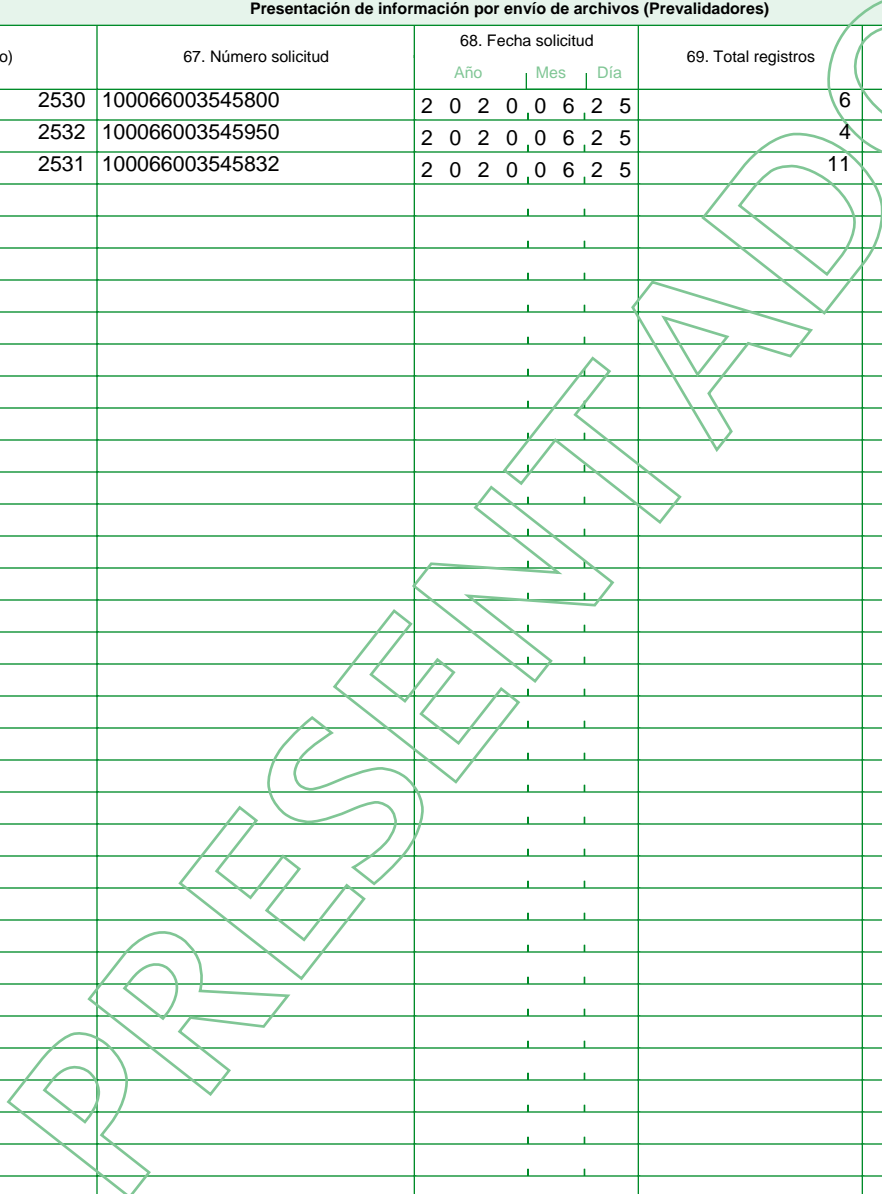 Presentación de información por envío de archivos (Prevalidadores)
o) 67. Número solicitud 68. Fecha solicitud 69. Total registros
Año Mes Día
2530 100066003545800 2 0 2 0 0 6 2 5 6
2532 100066003545950 2 0 2 0 0 6 2 5 4
2531 100066003545832 2 0 2 0 0 6 2 5 11
PRESENTADO